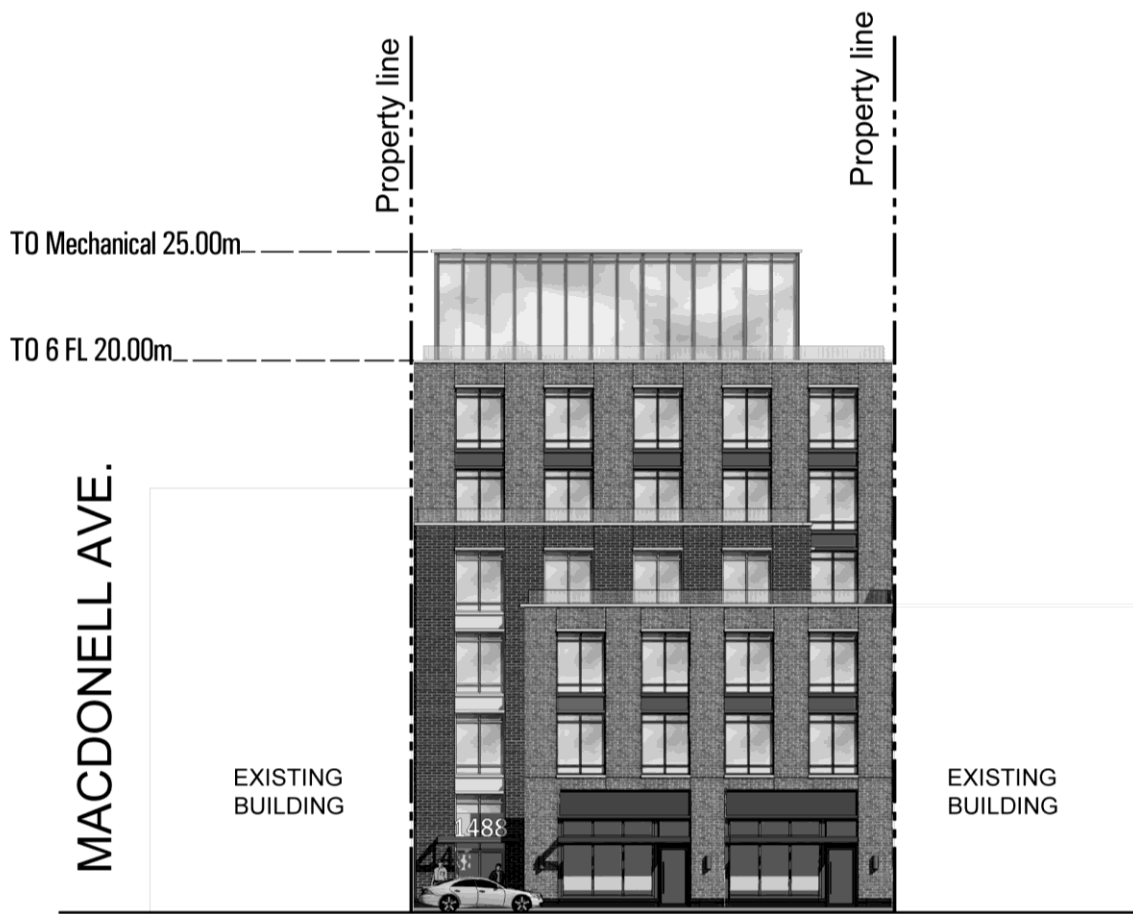 Property line
Property line
TO Mechanical 25.00m
TO 6 FL 20.00m
MACDONELL AVE.
EXISTING
BUILDING
1488
EXISTING
BUILDING